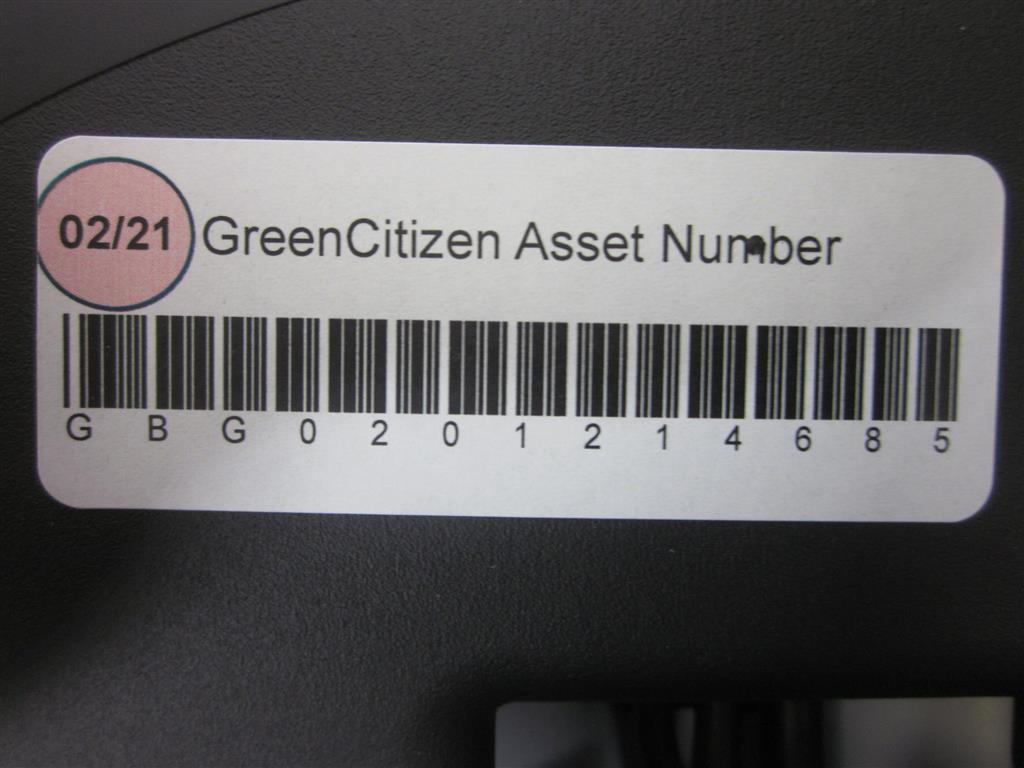 02/21 GreenCitizen Asset Number
G B G 0 2 0 1 2 1 4 6 8 5